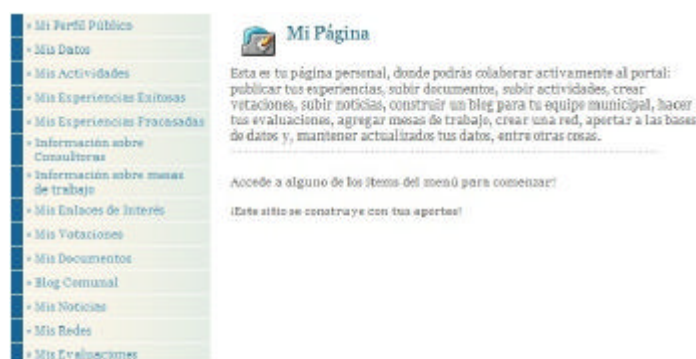 » Mi Perfil Público
» Mis Datos
» Mis Actividades
» Mis Experiencias Exitosas
» Mis Experiencias Fracasadas
» Información sobre
Consultoras
» Información sobre mesas
de trabajo
» Mis Enlaces de Interés
» Mis Votaciones
» Mis Documentos
» Blog Comunal
» Mis Noticias
» Mis Redes
» Mis Evaluaciones
Mi Página
Esta es tu página personal, donde podrás colaborar activamente al portal:
publicar tus experiencias, subir documentos, subir actividades, crear
votaciones, subir noticias, construir un blog para tu equipo municipal, hacer
tus evaluaciones, agregar mesas de trabajo, crear una red, aportar a las bases
de datos y, mantener actualizados tus datos, entre otras cosas.
Accede a alguno de los ítems del menú para comenzar!
¡Este sitio se construye con tus aportes!